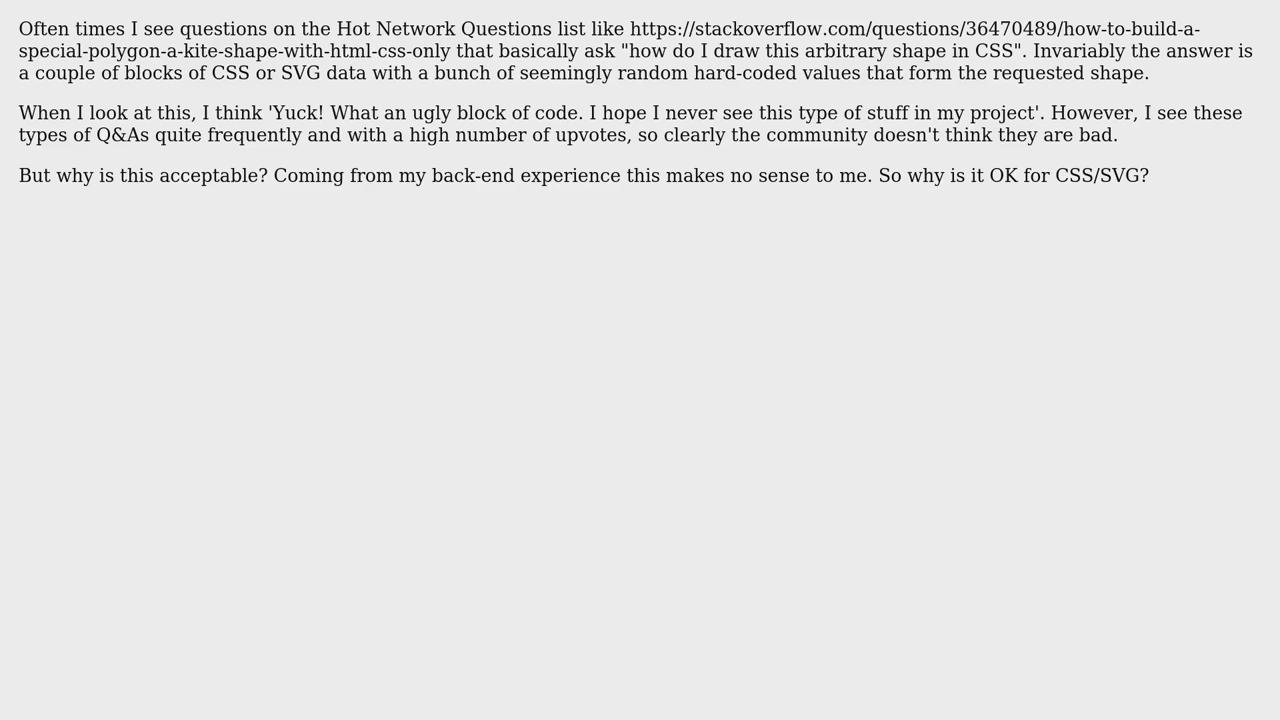 Often times I see questions on the Hot Network Questions list like https://stackoverflow.com/questions/36470489/how-to-build-a-
special-polygon-a-kite-shape-with-html-css-only that basically ask "how do I draw this arbitrary shape in CSS". Invariably the answer is
a couple of blocks of CSS or SVG data with a bunch of seemingly random hard-coded values that form the requested shape.
When I look at this, I think 'Yuck! What an ugly block of code. I hope I never see this type of stuff in my project'. However, I see these
types of Q&As quite frequently and with a high number of upvotes, so clearly the community doesn't think they are bad.
But why is this acceptable? Coming from my back-end experience this makes no sense to me. So why is it OK for CSS/SVG?